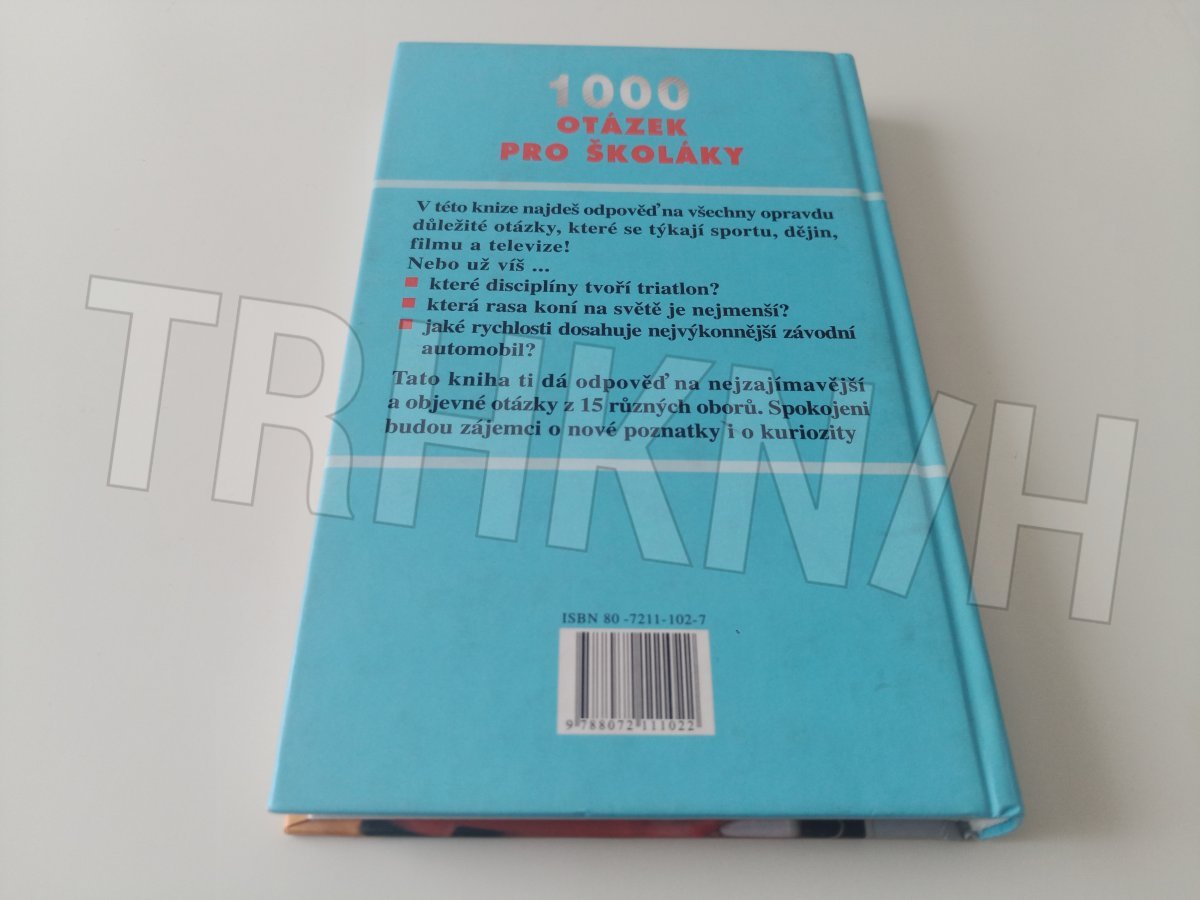 1000
OTÁZEK
PRO ŠKOLÁKY
V této knize najdeš odpověď na všechny opravdu
důležité otázky, které se týkají sportu, dějin,
filmu a televize!
Nebo už víš ...
které disciplíny tvoří triatlon?
která rasa koní na světě je nejmenší?
jaké rychlosti dosahuje nejvýkonnější závodní
automobil?
Tato kniha ti dá odpověď na nejzajímavější
a objevné otázky z 15 různých oborů. Spokojeni
budou zájemci o nové poznatky i o kuriozity
TRHKNIH
ISBN 80 -7211-102-7
9 788072 111022